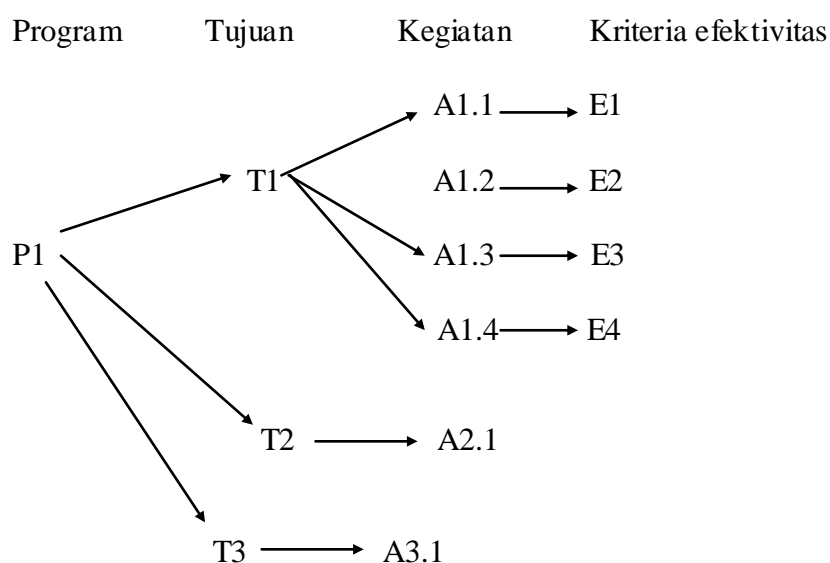 Program Tujuan Kegiatan Kriteria efektivitas
A1.1 E1
T1 A1.2 E2
P1 A1.3 E3
A1.4 E4
T2 A2.1
T3 A3.1